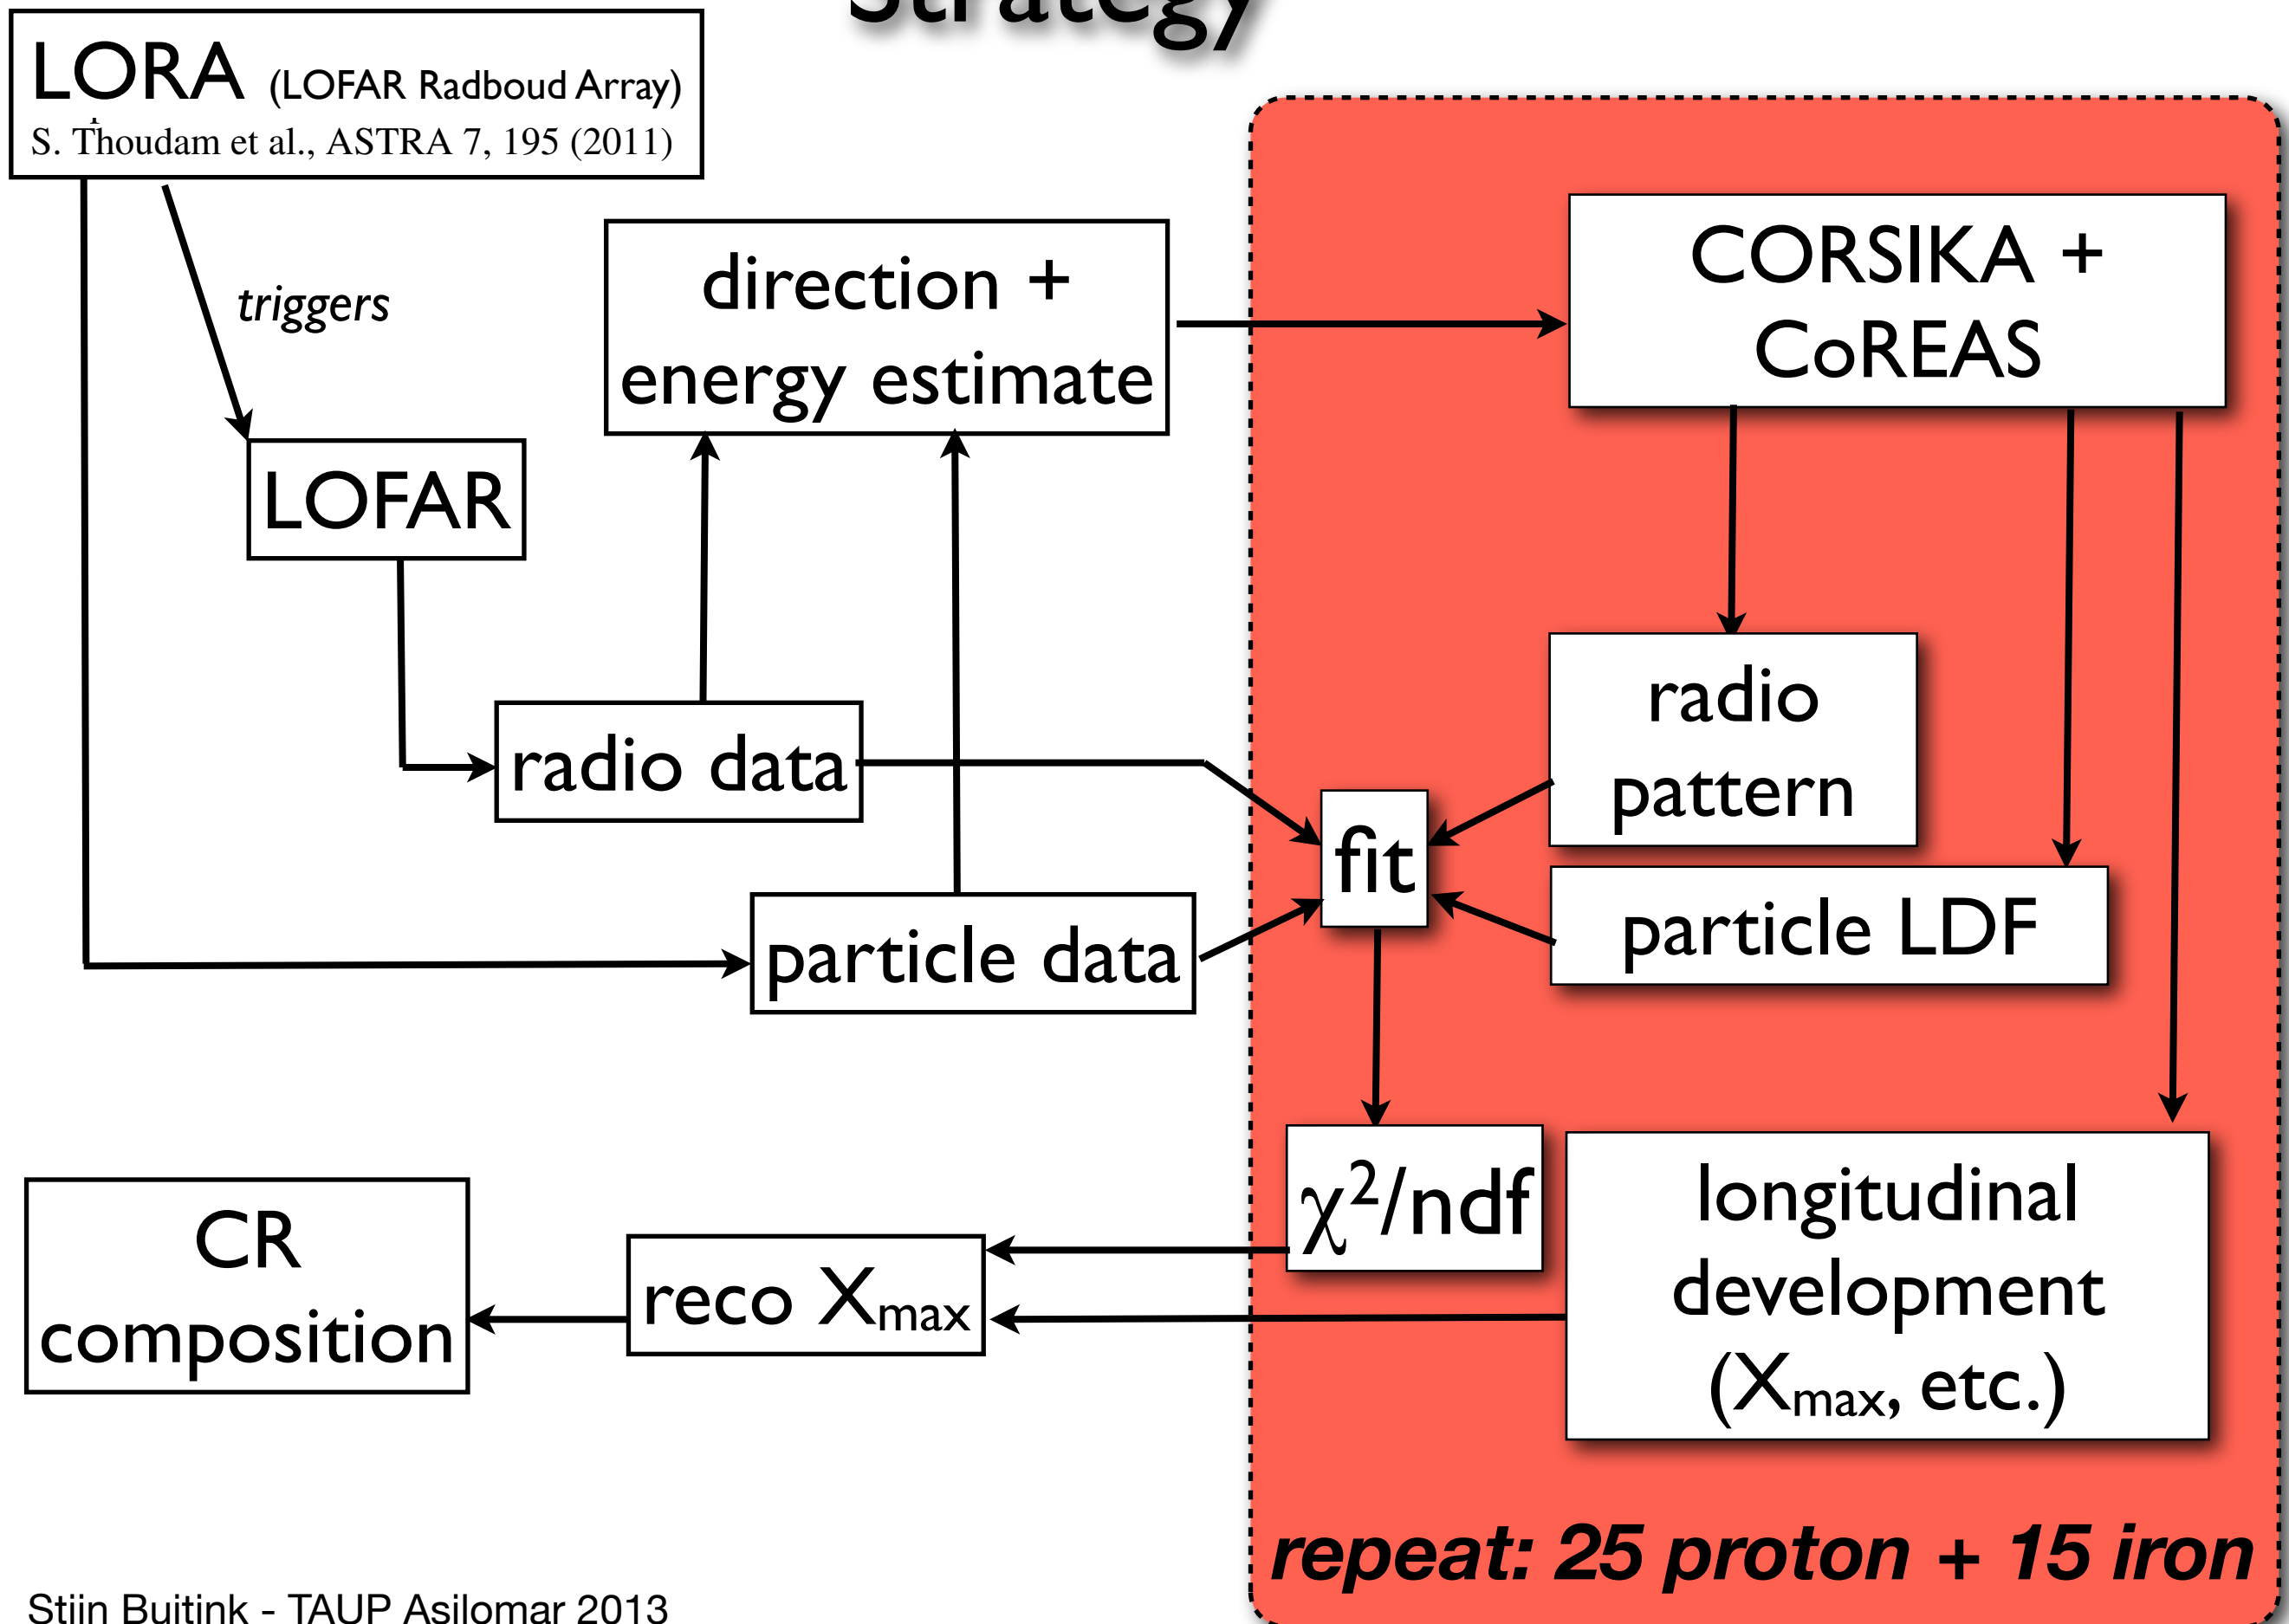 Strategy
LORA (LOFAR Radboud Array)
S. Thoudam et al., ASTRA 7, 195 (2011)
triggers
direction +
energy estimate
CORSIKA +
CoREAS
LOFAR
radio
pattern
radio data
fit
particle LDF
particle data
χ²/ndf
longitudinal
development
(Xmax, etc.)
CR
composition
reco Xmax
repeat: 25 proton + 15 iron
Stijn Buitink - TAUP Asilomar 2013